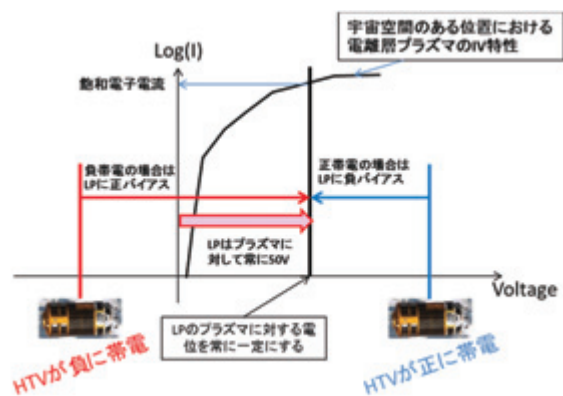 宇宙空間のある位置における
電離層プラズマのIV特性
Log(I)
飽和電子電流
負帯電の場合は
LPに正バイアス
正帯電の場合は
LPに負バイアス
LPはプラズマに
対して常に50V
Voltage
LPのプラズマに対する電
位を常に一定にする
HTVが負に帯電
HTVが正に帯電